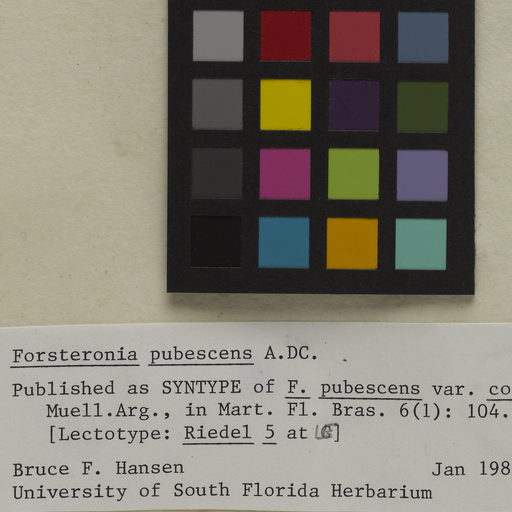 Forsteronia pubescens A.DC.
Published as SYNTYPE of F. pubescens var. co
Muell.Arg., in Mart. Fl. Bras. 6(1): 104.
[Lectotype: Riedel 5 at G]
Bruce F. Hansen Jan 198
University of South Florida Herbarium